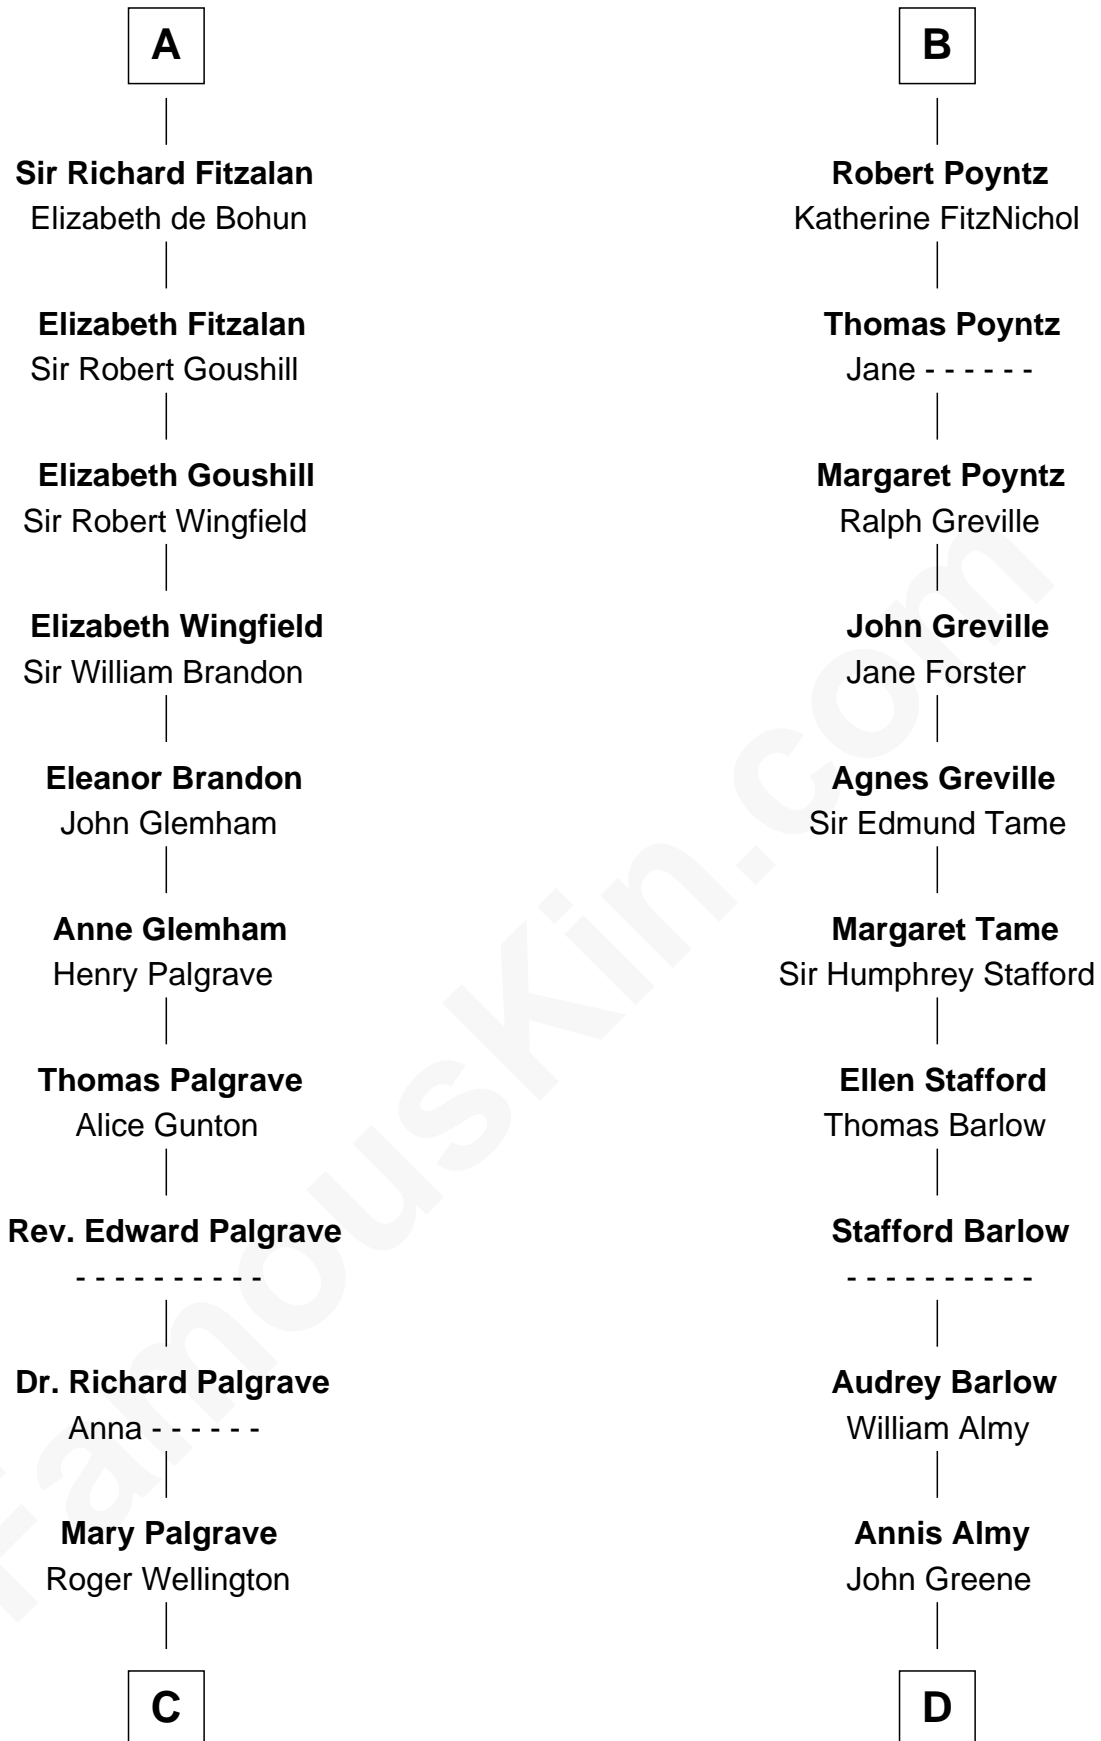 A
Sir Richard Fitzalan
Elizabeth de Bohun
Elizabeth Fitzalan
Sir Robert Goushill
Elizabeth Goushill
Sir Robert Wingfield
Elizabeth Wingfield
Sir William Brandon
Eleanor Brandon
John Glemham
Anne Glemham
Henry Palgrave
Thomas Palgrave
Alice Gunton
Rev. Edward Palgrave
- - - - - - - - - -
Dr. Richard Palgrave
Anna - - - - - -
Mary Palgrave
Roger Wellington
C
B
Robert Poyntz
Katherine FitzNichol
Thomas Poyntz
Jane - - - - - -
Margaret Poyntz
Ralph Greville
John Greville
Jane Forster
Agnes Greville
Sir Edmund Tame
Margaret Tame
Sir Humphrey Stafford
Ellen Stafford
Thomas Barlow
Stafford Barlow
- - - - - - - - - -
Audrey Barlow
William Almy
Annis Almy
John Greene
D
FamousKin.com